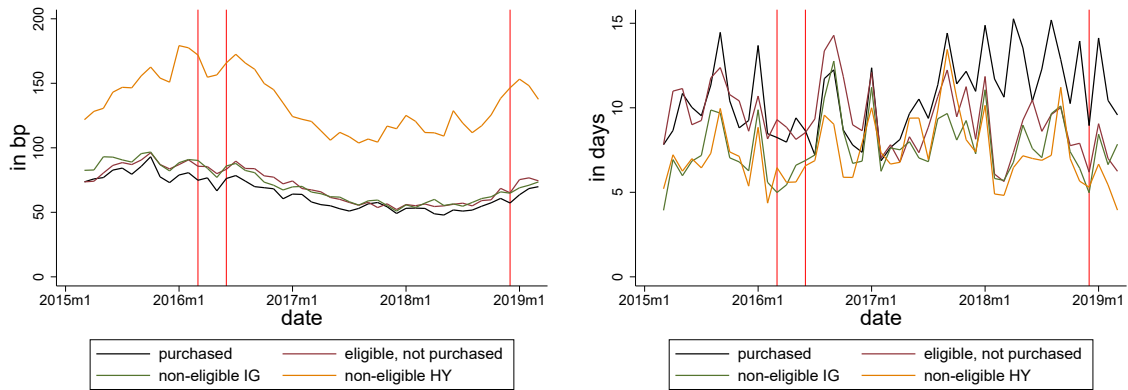 in bp
200
150
100
50
0
2015m1 2016m1 2017m1 2018m1 2019m1
date
purchased eligible, not purchased
non-eligible IG non-eligible HY
in days
15
10
5
0
2015m1 2016m1 2017m1 2018m1 2019m1
date
purchased eligible, not purchased
non-eligible IG non-eligible HY